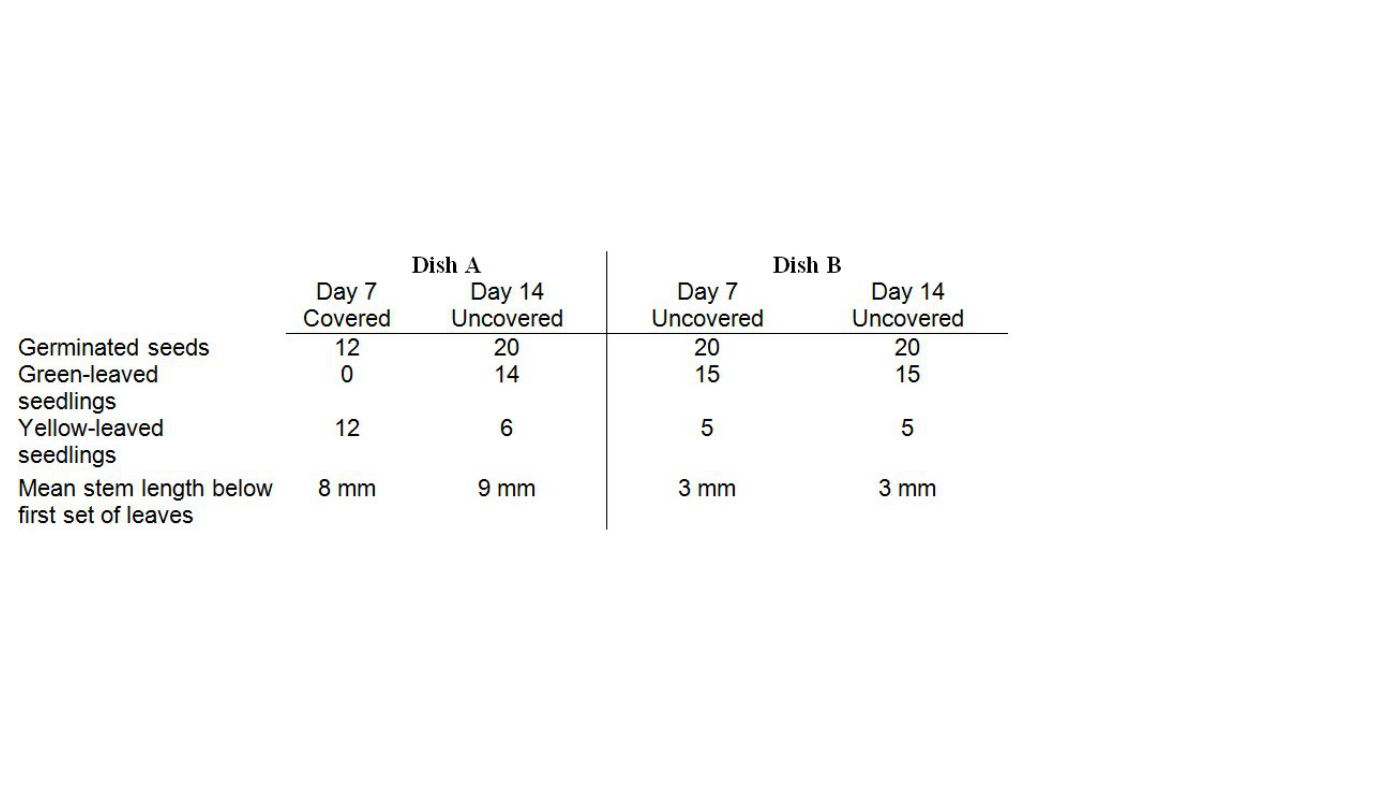 Dish A Dish B
Day 7 Day 14 Day 7 Day 14
Covered Uncovered Uncovered Uncovered
Germinated seeds 12 20 20 20
Green-leaved 0 14 15 15
seedlings
Yellow-leaved 12 6 5 5
seedlings
Mean stem length below 8 mm 9 mm 3 mm 3 mm
first set of leaves